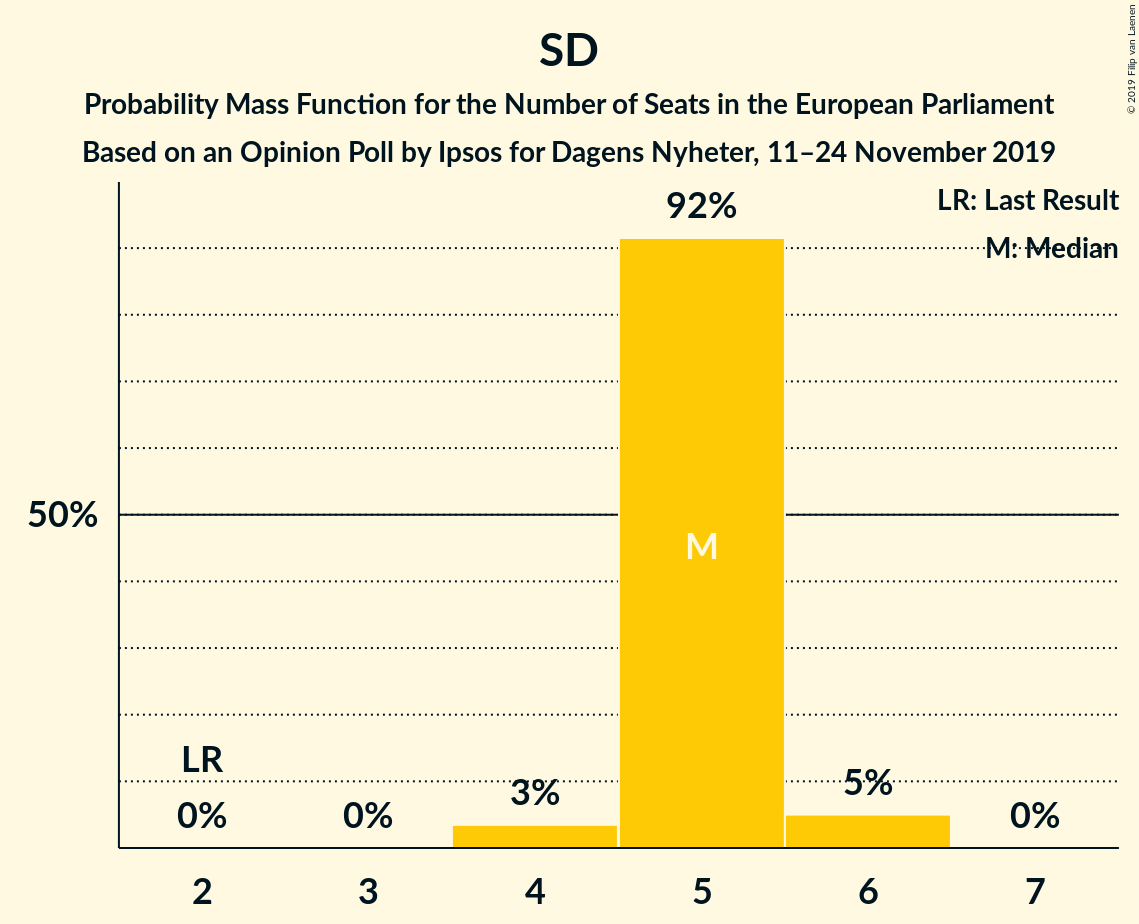 SD
Probability Mass Function for the Number of Seats in the European Parliament
Based on an Opinion Poll by Ipsos for Dagens Nyheter, 11–24 November 2019
© 2019 Filip van Laenen
LR: Last Result
M: Median
92%
50%
M
LR
0%
0%
3%
5%
0%
2 3 4 5 6 7